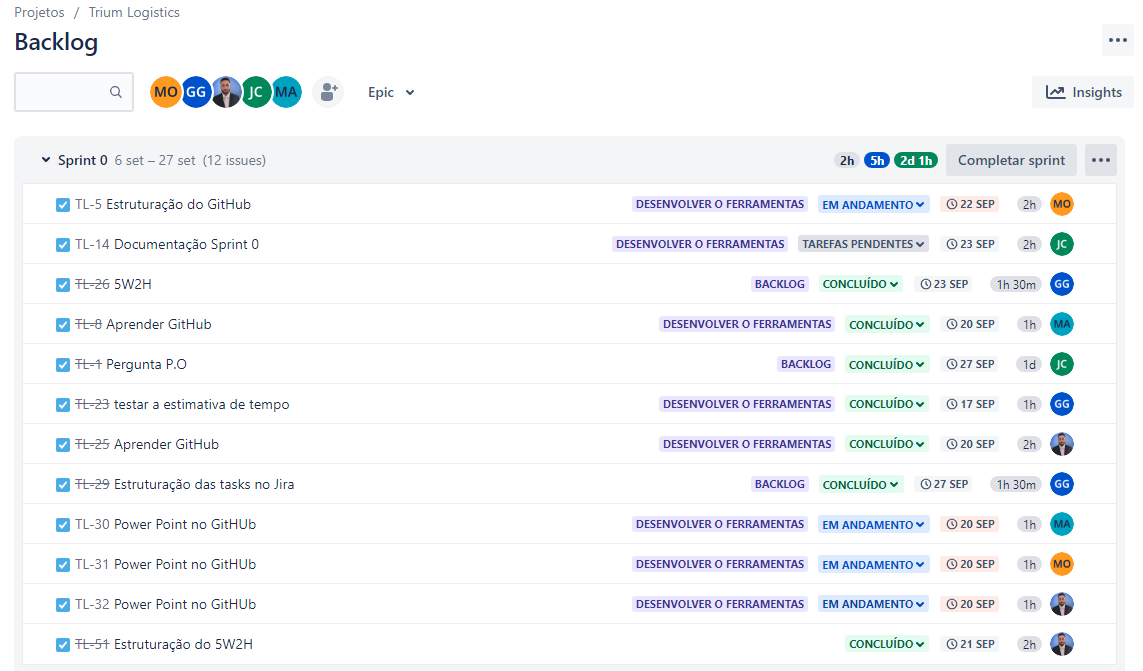 Projetos / Trium Logistics
Backlog
MO GG JC MA Epic Insights
Sprint 0 6 set – 27 set (12 issues) 2h 5h 2d 1h Completar sprint
TL-5 Estruturação do GitHub DESENVOLVER O FERRAMENTAS EM ANDAMENTO 22 SEP 2h MO
TL-14 Documentação Sprint 0 DESENVOLVER O FERRAMENTAS TAREFAS PENDENTES 23 SEP 2h JC
TL-26 5W2H BACKLOG CONCLUÍDO 23 SEP 1h 30m GG
TL-8 Aprender GitHub DESENVOLVER O FERRAMENTAS CONCLUÍDO 20 SEP 1h MA
TL-1 Pergunta P.O BACKLOG CONCLUÍDO 27 SEP 1d JC
TL-23 testar a estimativa de tempo DESENVOLVER O FERRAMENTAS CONCLUÍDO 17 SEP 1h GG
TL-25 Aprender GitHub DESENVOLVER O FERRAMENTAS CONCLUÍDO 20 SEP 2h
TL-29 Estruturação das tasks no Jira BACKLOG CONCLUÍDO 27 SEP 1h 30m GG
TL-30 Power Point no GitHUb DESENVOLVER O FERRAMENTAS EM ANDAMENTO 20 SEP 1h MA
TL-31 Power Point no GitHUb DESENVOLVER O FERRAMENTAS EM ANDAMENTO 20 SEP 1h MO
TL-32 Power Point no GitHUb DESENVOLVER O FERRAMENTAS EM ANDAMENTO 20 SEP 1h
TL-51 Estruturação do 5W2H CONCLUÍDO 21 SEP 2h